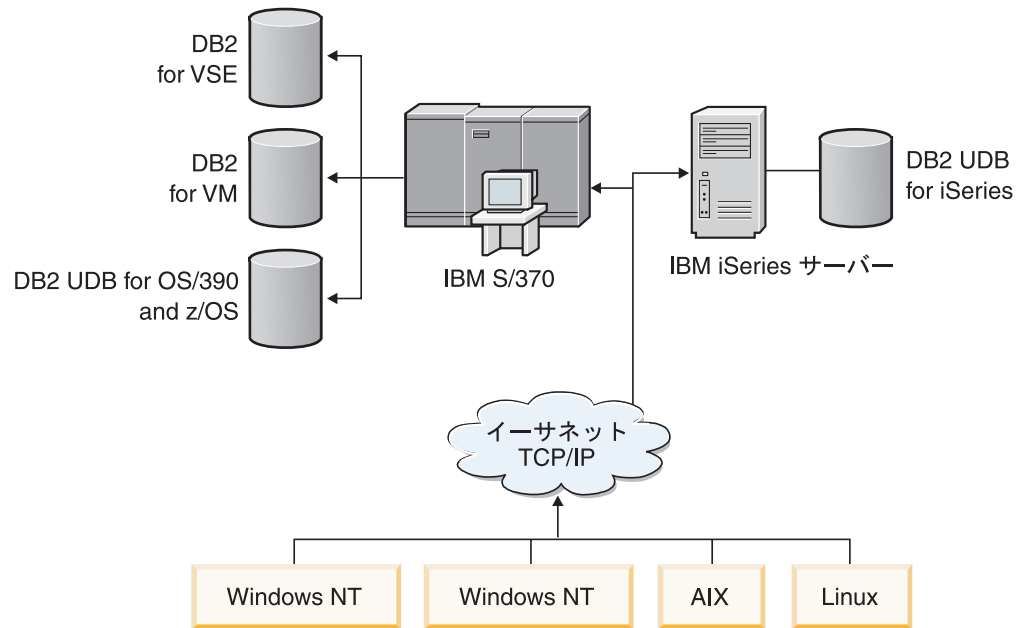 DB2
for VSE
DB2
for VM
DB2 UDB for OS/390
and z/OS
IBM S/370
IBM iSeries サーバー
DB2 UDB
for iSeries
イーサネット
TCP/IP
Windows NT
Windows NT
AIX
Linux